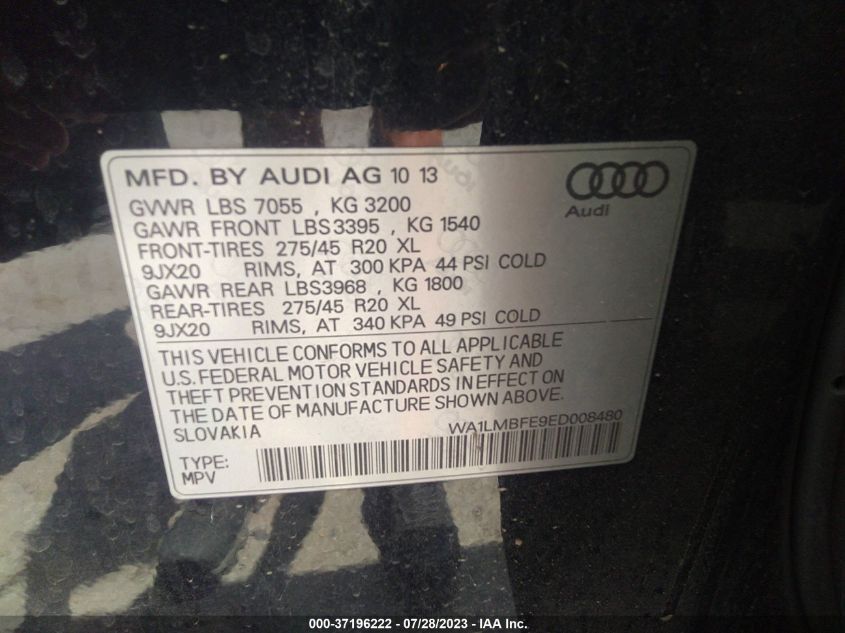 MFD. BY AUDI AG 10 13
Audi
GVWR LBS 7055 , KG 3200
GAWR FRONT LBS3395 , KG 1540
FRONT-TIRES 275/45 R20 XL
9JX20 RIMS, AT 300 KPA 44 PSI COLD
GAWR REAR LBS3968 , KG 1800
REAR-TIRES 275/45 R20 XL
9JX20 RIMS, AT 340 KPA 49 PSI COLD
THIS VEHICLE CONFORMS TO ALL APPLICABLE
U.S. FEDERAL MOTOR VEHICLE SAFETY AND
THEFT PREVENTION STANDARDS IN EFFECT ON
THE DATE OF MANUFACTURE SHOWN ABOVE.
SLOVAKIA WA1LMBFE9ED008480
TYPE:
MPV
000-37196222 - 07/28/2023 - IAA Inc.